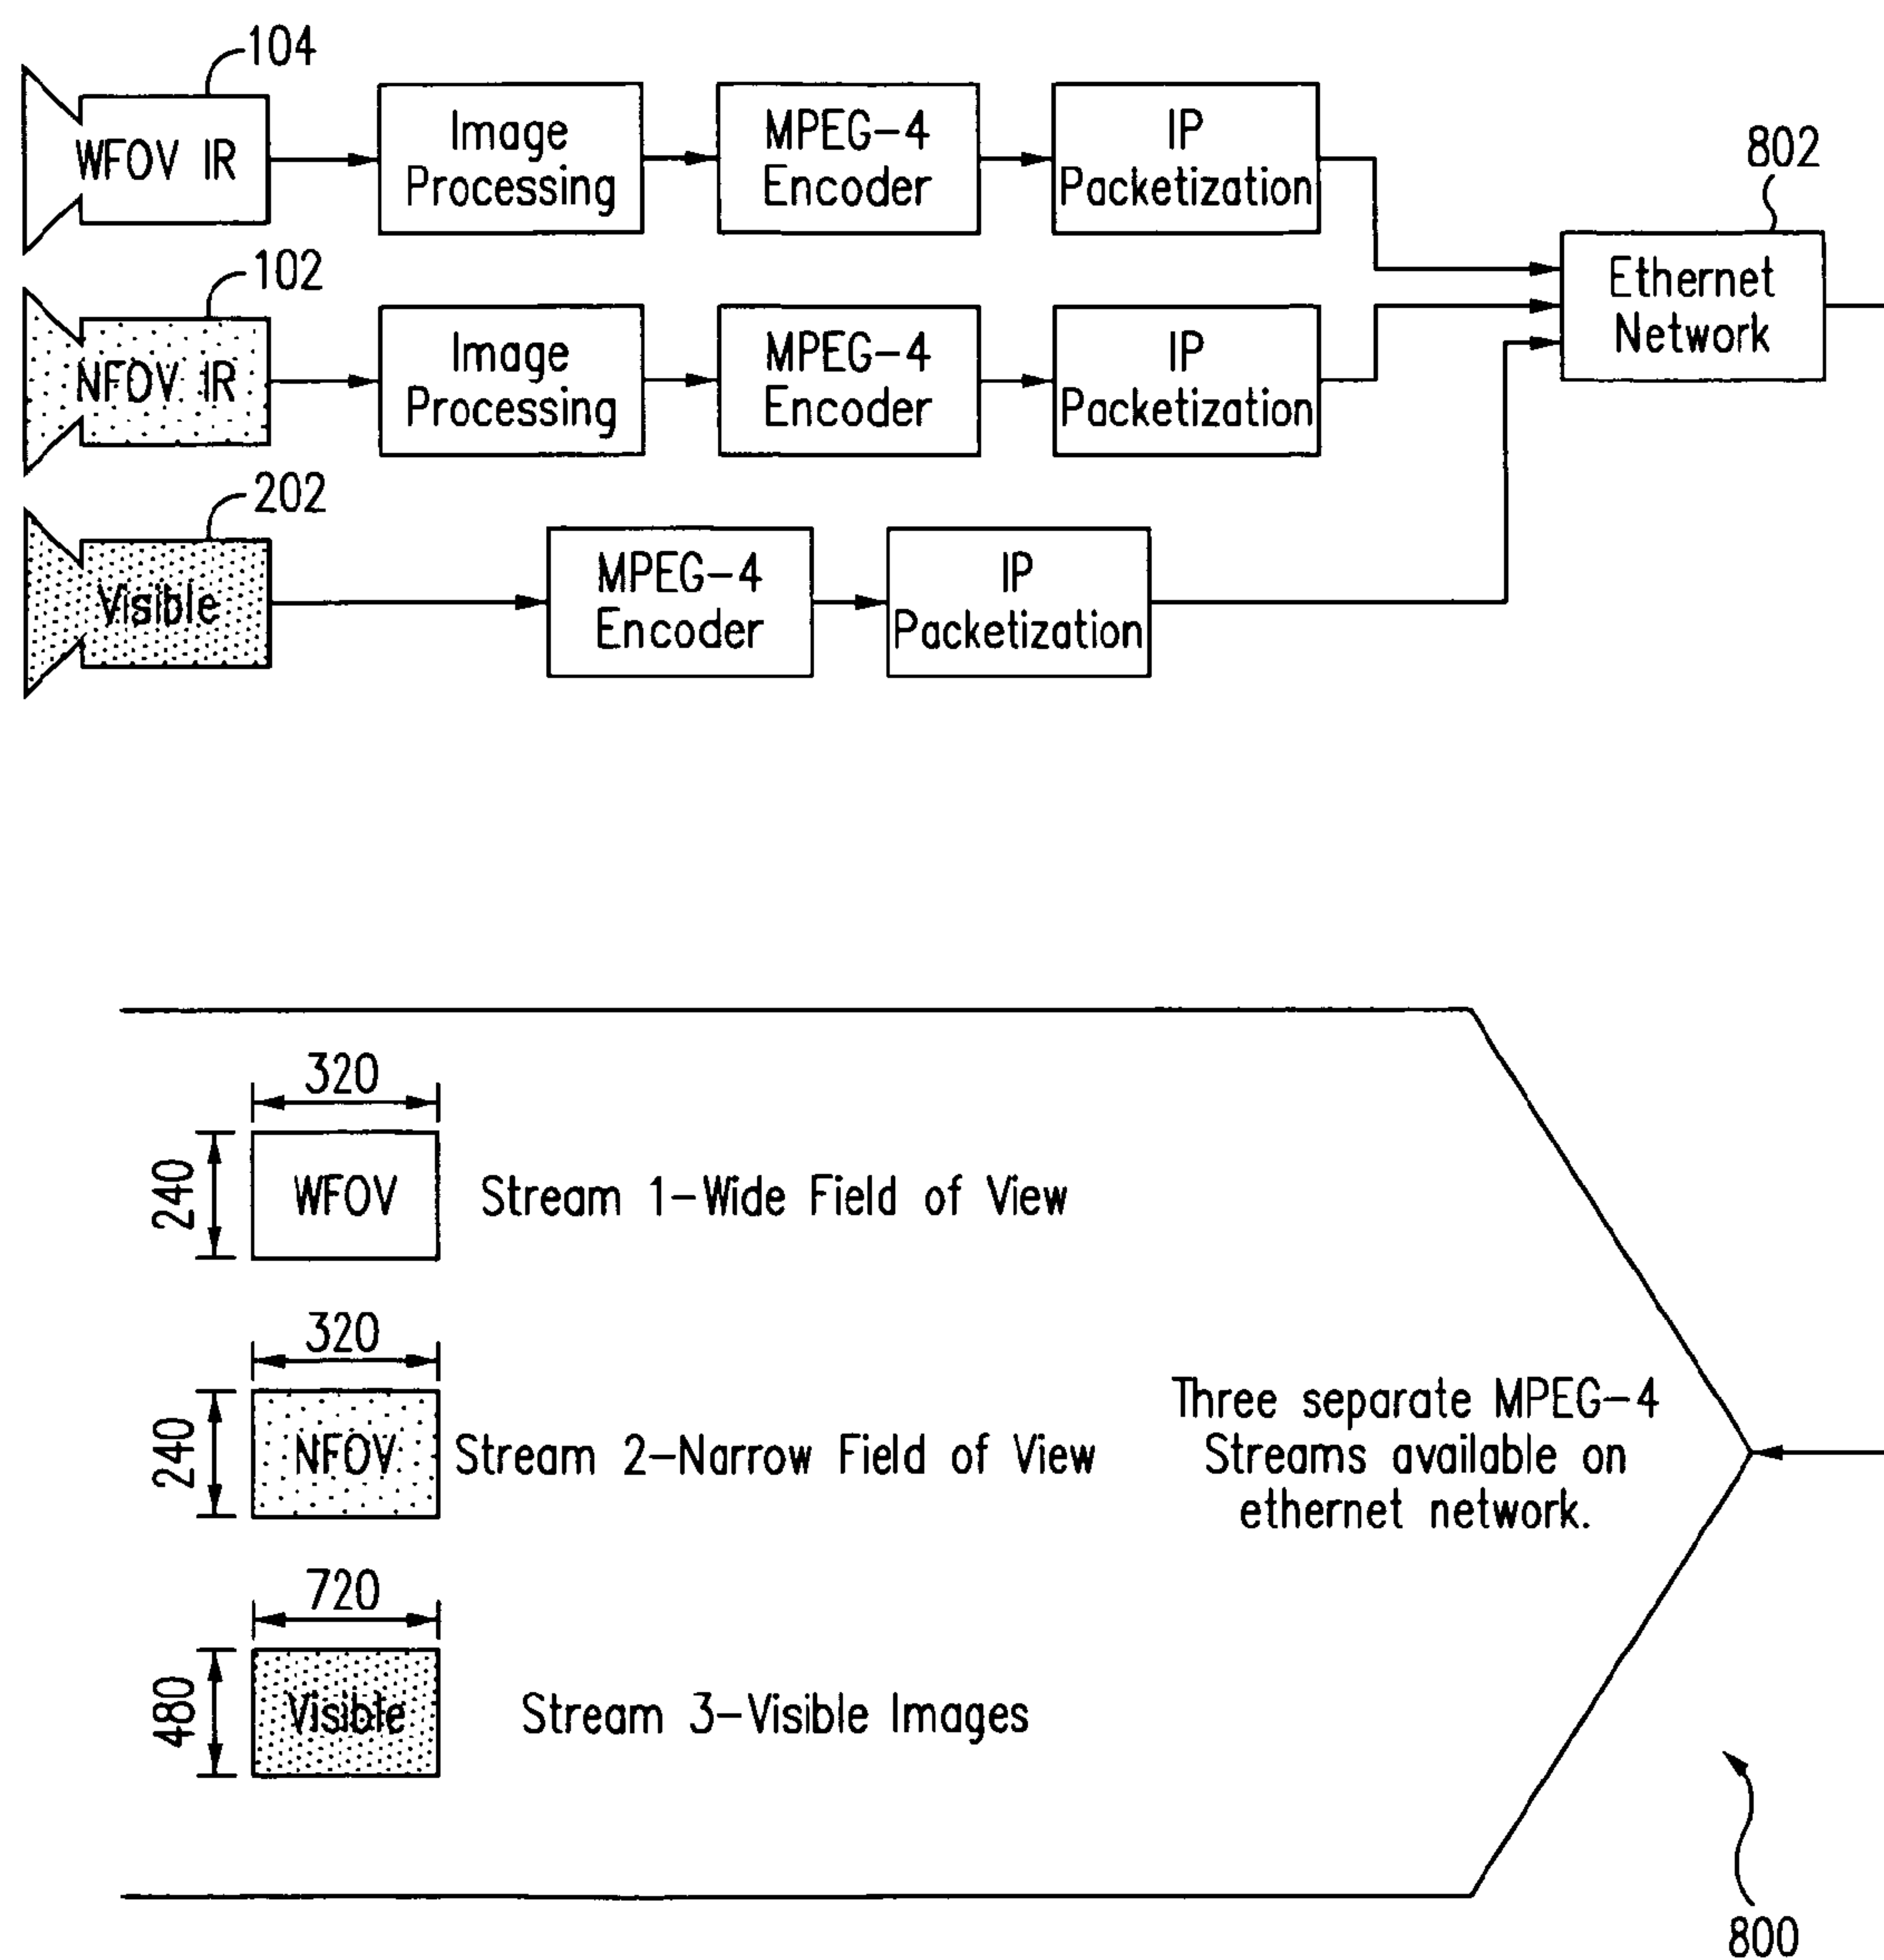 104
WFOV IR
Image
Processing
MPEG-4
Encoder
IP
Packetization
802
Ethernet
Network
102
NFOV IR
Image
Processing
MPEG-4
Encoder
IP
Packetization
202
Visible
MPEG-4
Encoder
IP
Packetization
320
240
WFOV
Stream 1-Wide Field of View
320
240
NFOV
Stream 2-Narrow Field of View
Three separate MPEG-4
Streams available on
ethernet network.
720
480
Visible
Stream 3-Visible Images
800